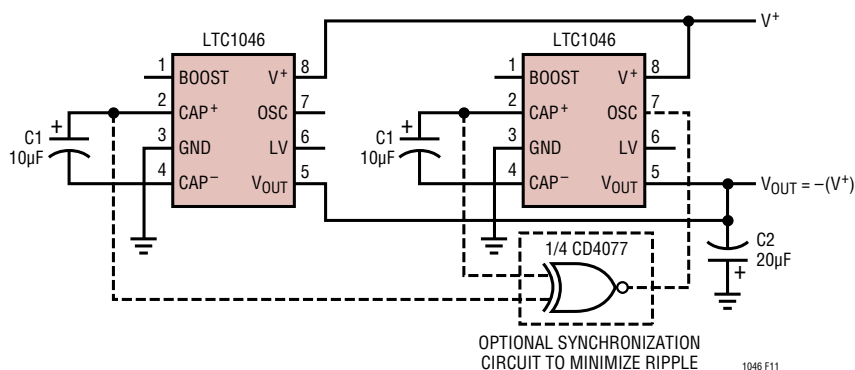 V+
LTC1046
LTC1046
1 BOOST V+ 8
2 CAP+ OSC 7
3 GND LV 6
4 CAP− VOUT 5
C1
10µF
1 BOOST V+ 8
2 CAP+ OSC 7
3 GND LV 6
4 CAP− VOUT 5
C1
10µF
+
+
VOUT = −(V+)
C2
20µF
+
1/4 CD4077
OPTIONAL SYNCHRONIZATION
CIRCUIT TO MINIMIZE RIPPLE
1046 F11